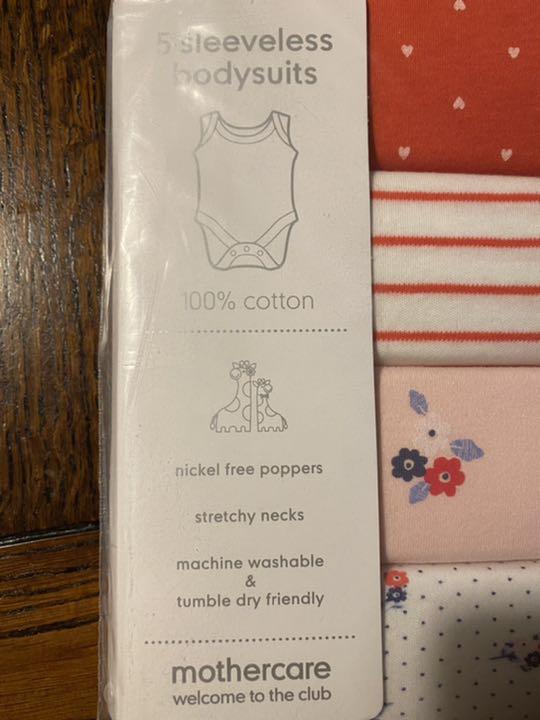 5 sleeveless
bodysuits
100% cotton
nickel free poppers
stretchy necks
machine washable
&
tumble dry friendly
mothercare
welcome to the club